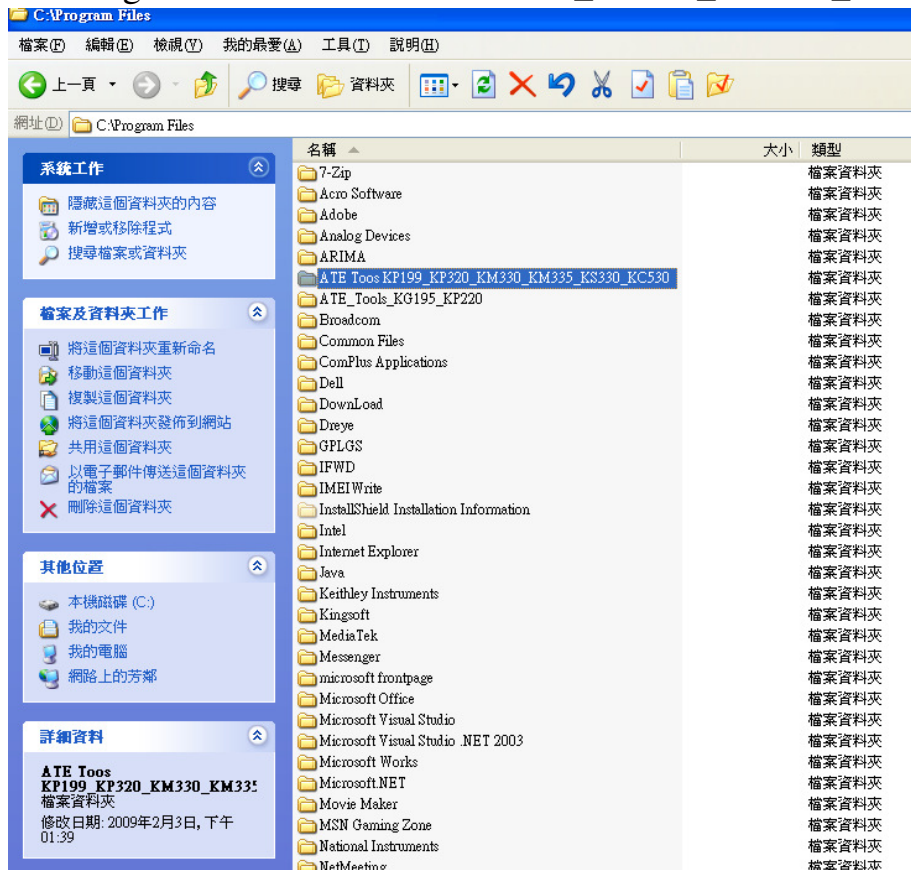 C:\Program Files
檔案(F) 編輯(E) 檢視(V) 我的最愛(A) 工具(T) 說明(H)
上一頁 搜尋 資料夾
網址(D) C:\Program Files
系統工作
隱藏這個資料夾的內容
新增或移除程式
搜尋檔案或資料夾
檔案及資料夾工作
將這個資料夾重新命名
移動這個資料夾
複製這個資料夾
將這個資料夾發佈到網站
共用這個資料夾
以電子郵件傳送這個資料夾
的檔案
刪除這個資料夾
其他位置
本機磁碟 (C:)
我的文件
我的電腦
網路上的芳鄰
詳細資料
ATE Toos
KP199_KP320_KM330_KM335
檔案資料夾
修改日期: 2009年2月3日, 下午
01:39
名稱 大小 類型
7-Zip 檔案資料夾
Acro Software 檔案資料夾
Adobe 檔案資料夾
Analog Devices 檔案資料夾
ARIMA 檔案資料夾
ATE Toos KP199_KP320_KM330_KM335_KS330_KC530 檔案資料夾
ATE_Tools_KG195_KP220 檔案資料夾
Broadcom 檔案資料夾
Common Files 檔案資料夾
ComPlus Applications 檔案資料夾
Dell 檔案資料夾
DownLoad 檔案資料夾
Dreye 檔案資料夾
GPLGS 檔案資料夾
IFWD 檔案資料夾
IMEIWrite 檔案資料夾
InstallShield Installation Information 檔案資料夾
Intel 檔案資料夾
Internet Explorer 檔案資料夾
Java 檔案資料夾
Keithley Instruments 檔案資料夾
Kingsoft 檔案資料夾
MediaTek 檔案資料夾
Messenger 檔案資料夾
microsoft frontpage 檔案資料夾
Microsoft Office 檔案資料夾
Microsoft Visual Studio 檔案資料夾
Microsoft Visual Studio .NET 2003 檔案資料夾
Microsoft Works 檔案資料夾
Microsoft.NET 檔案資料夾
Movie Maker 檔案資料夾
MSN Gaming Zone 檔案資料夾
National Instruments 檔案資料夾
NetMeeting 檔案資料夾